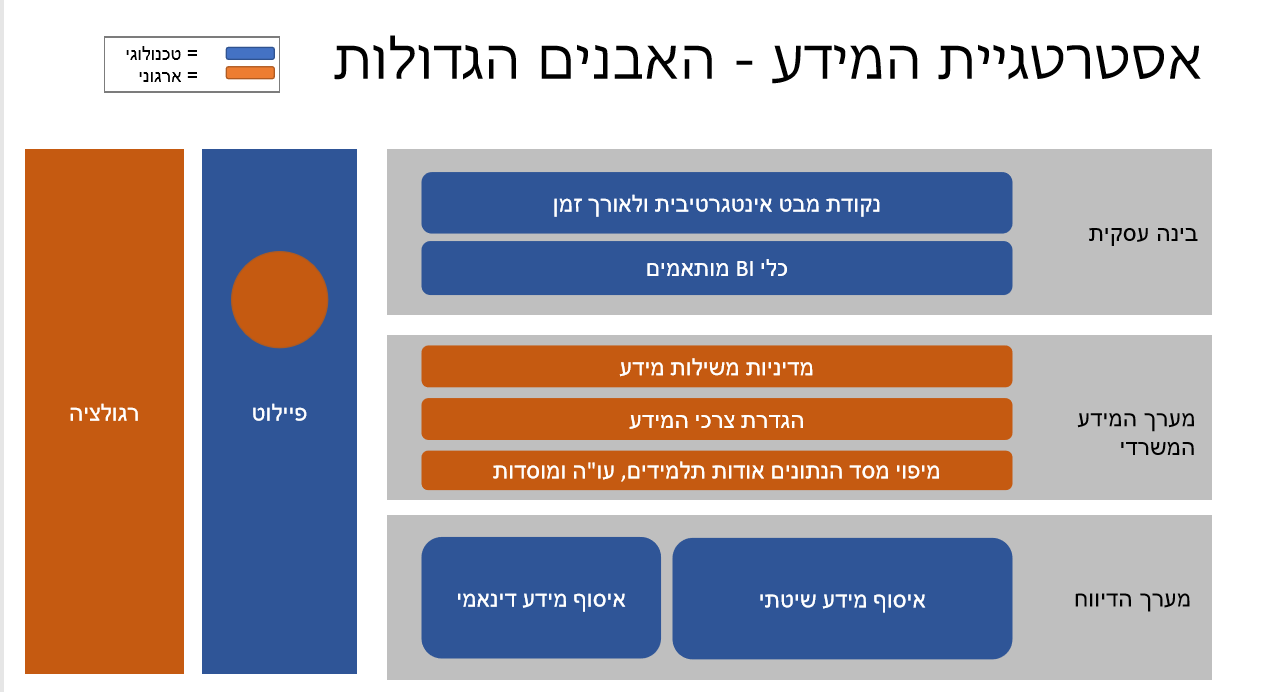 אסטרטגיית המידע - האבנים הגדולות
= טכנולוגי
= ארגוני
בינה עסקית
נקודת מבט אינטגרטיבית ולאורך זמן
כלי BI מותאמים
מערך המידע
המשרדי
מדיניות משילות מידע
הגדרת צרכי המידע
מיפוי מסד הנתונים אודות תלמידים, עו"ה ומוסדות
מערך הדיווח
איסוף מידע שיטתי
איסוף מידע דינאמי
פיילוט
רגולציה